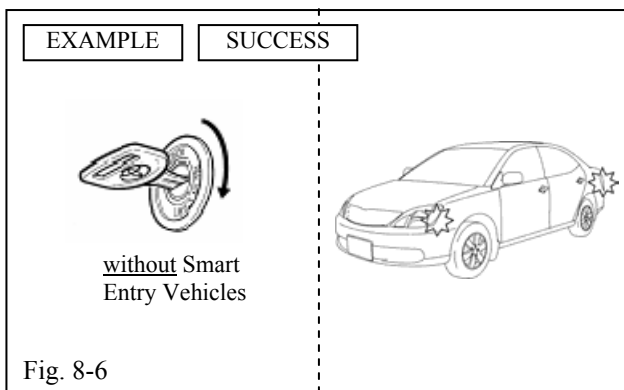 EXAMPLE
SUCCESS
without Smart
Entry Vehicles
Fig. 8-6